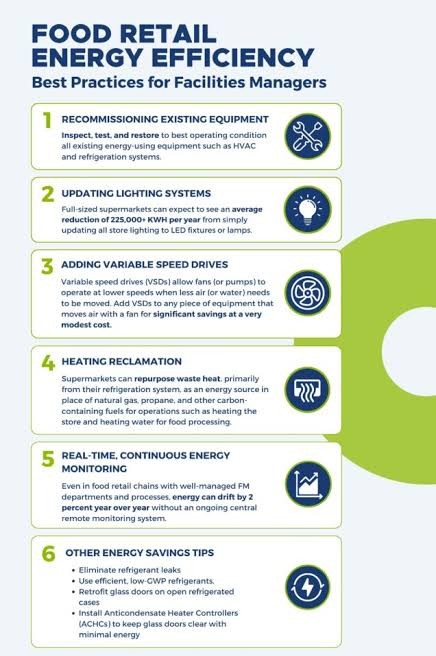 FOOD RETAIL
ENERGY EFFICIENCY
Best Practices for Facilities Managers
1
RECOMMISSIONING EXISTING EQUIPMENT
Inspect, test, and restore to best operating condition
all existing energy-using equipment such as HVAC
and refrigeration systems.
2
UPDATING LIGHTING SYSTEMS
Full-sized supermarkets can expect to see an average
reduction of 225,000+ KWH per year from simply
updating all store lighting to LED fixtures or lamps.
3
ADDING VARIABLE SPEED DRIVES
Variable speed drives (VSDs) allow fans (or pumps) to
operate at lower speeds when less air (or water) needs
to be moved. Add VSDs to any piece of equipment that
moves air with a fan for significant savings at a very
modest cost.
4
HEATING RECLAMATION
Supermarkets can repurpose waste heat, primarily
from their refrigeration system, as an energy source in
place of natural gas, propane, and other carbon-
containing fuels for operations such as heating the
store and heating water for food processing.
5
REAL-TIME, CONTINUOUS ENERGY
MONITORING
Even in food retail chains with well-managed FM
departments and processes, energy can drift by 2
percent year over year without an ongoing central
remote monitoring system.
6
OTHER ENERGY SAVINGS TIPS
• Eliminate refrigerant leaks
• Use efficient, low-GWP refrigerants.
• Retrofit glass doors on open refrigerated
cases
• Install Anticondensate Heater Controllers
(ACHCs) to keep glass doors clear with
minimal energy